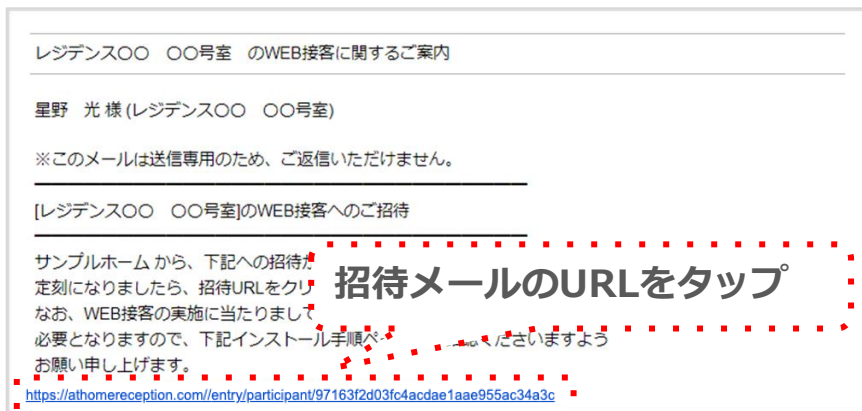 レジデンス〇〇　〇〇号室　のWEB接客に関するご案内
星野　光 様 (レジデンス〇〇　〇〇号室)
※このメールは送信専用のため、ご返信いただけません。
[レジデンス〇〇　〇〇号室]のWEB接客へのご招待
サンプルホーム から、下記への招待が
定刻になりましたら、招待URLをクリ
なお、WEB接客の実施に当たりまして
必要となりますので、下記インストール手順ペ くださいますよう
お願い申し上げます。
招待メールのURLをタップ
https://athomereception.com//entry/participant/97163f2d03fc4acdae1aae955ac34a3c